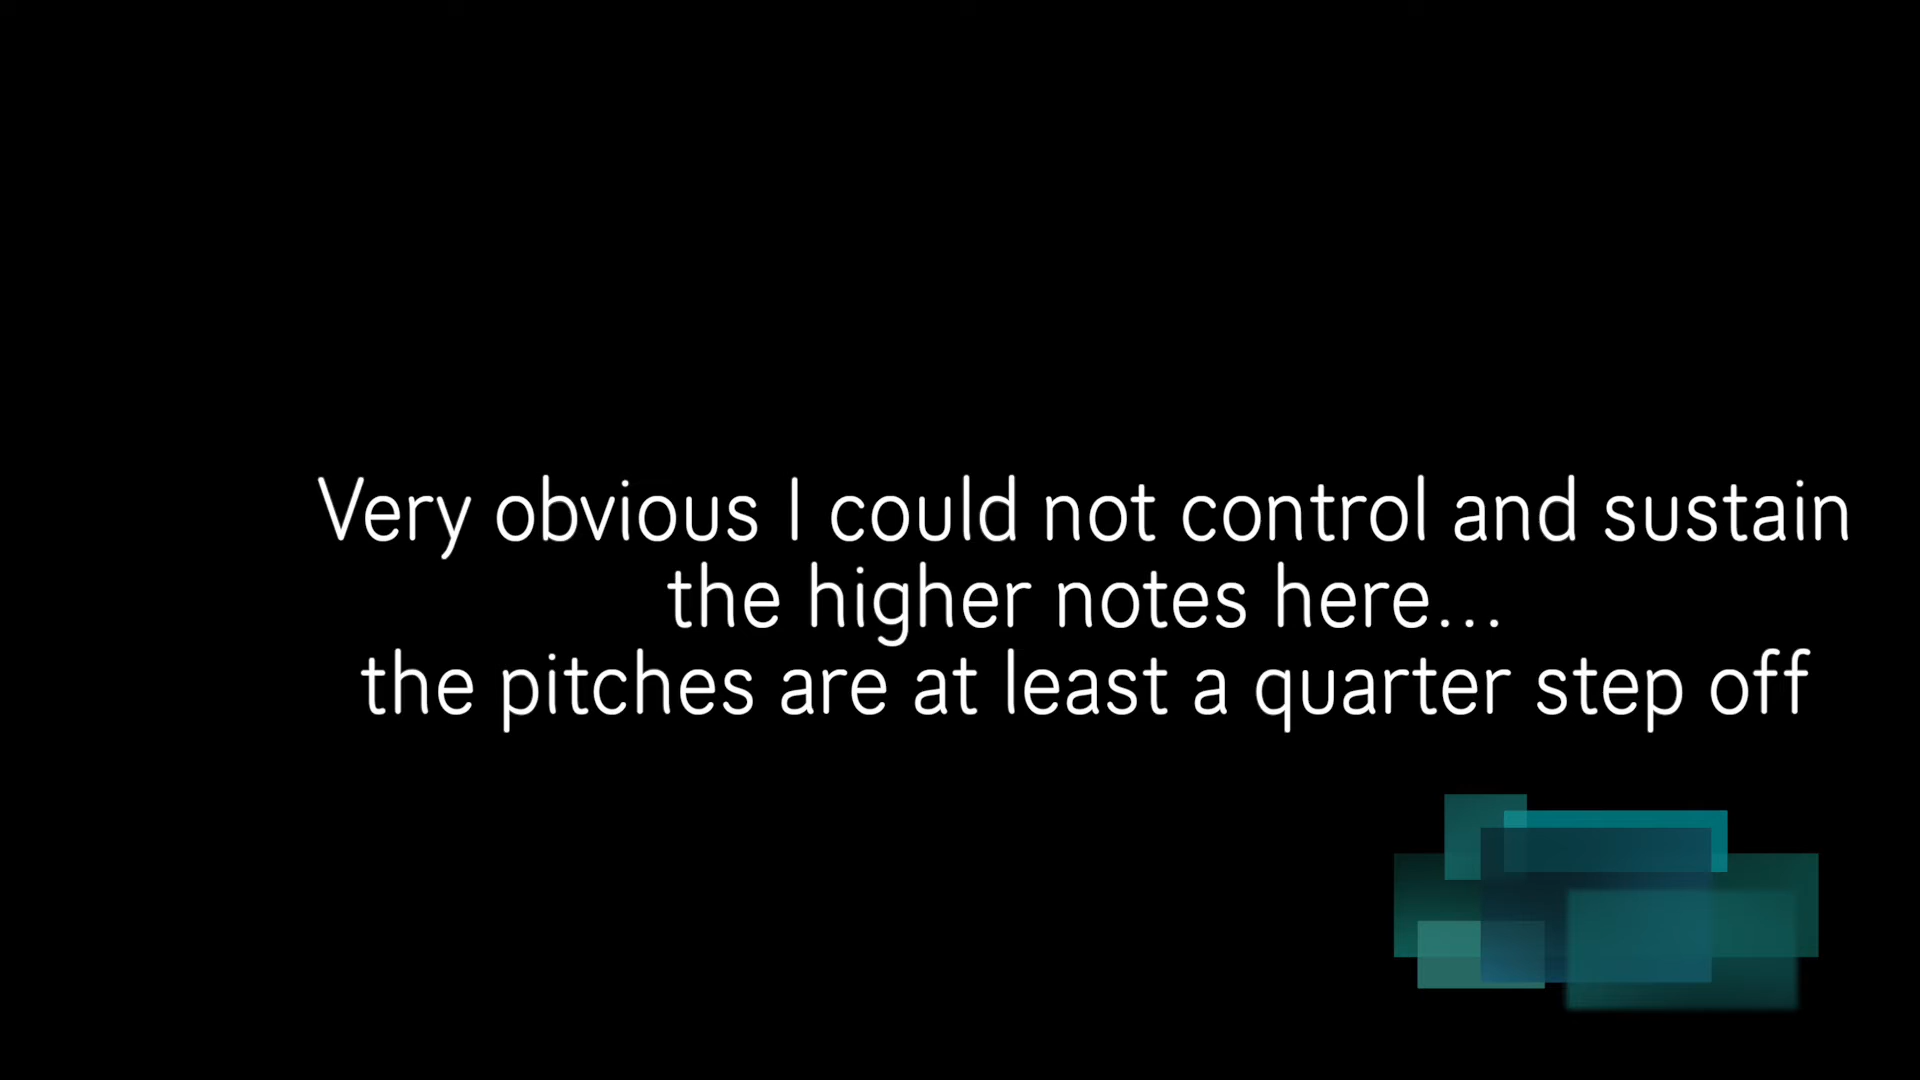 Very obvious I could not control and sustain
the higher notes here...
the pitches are at least a quarter step off